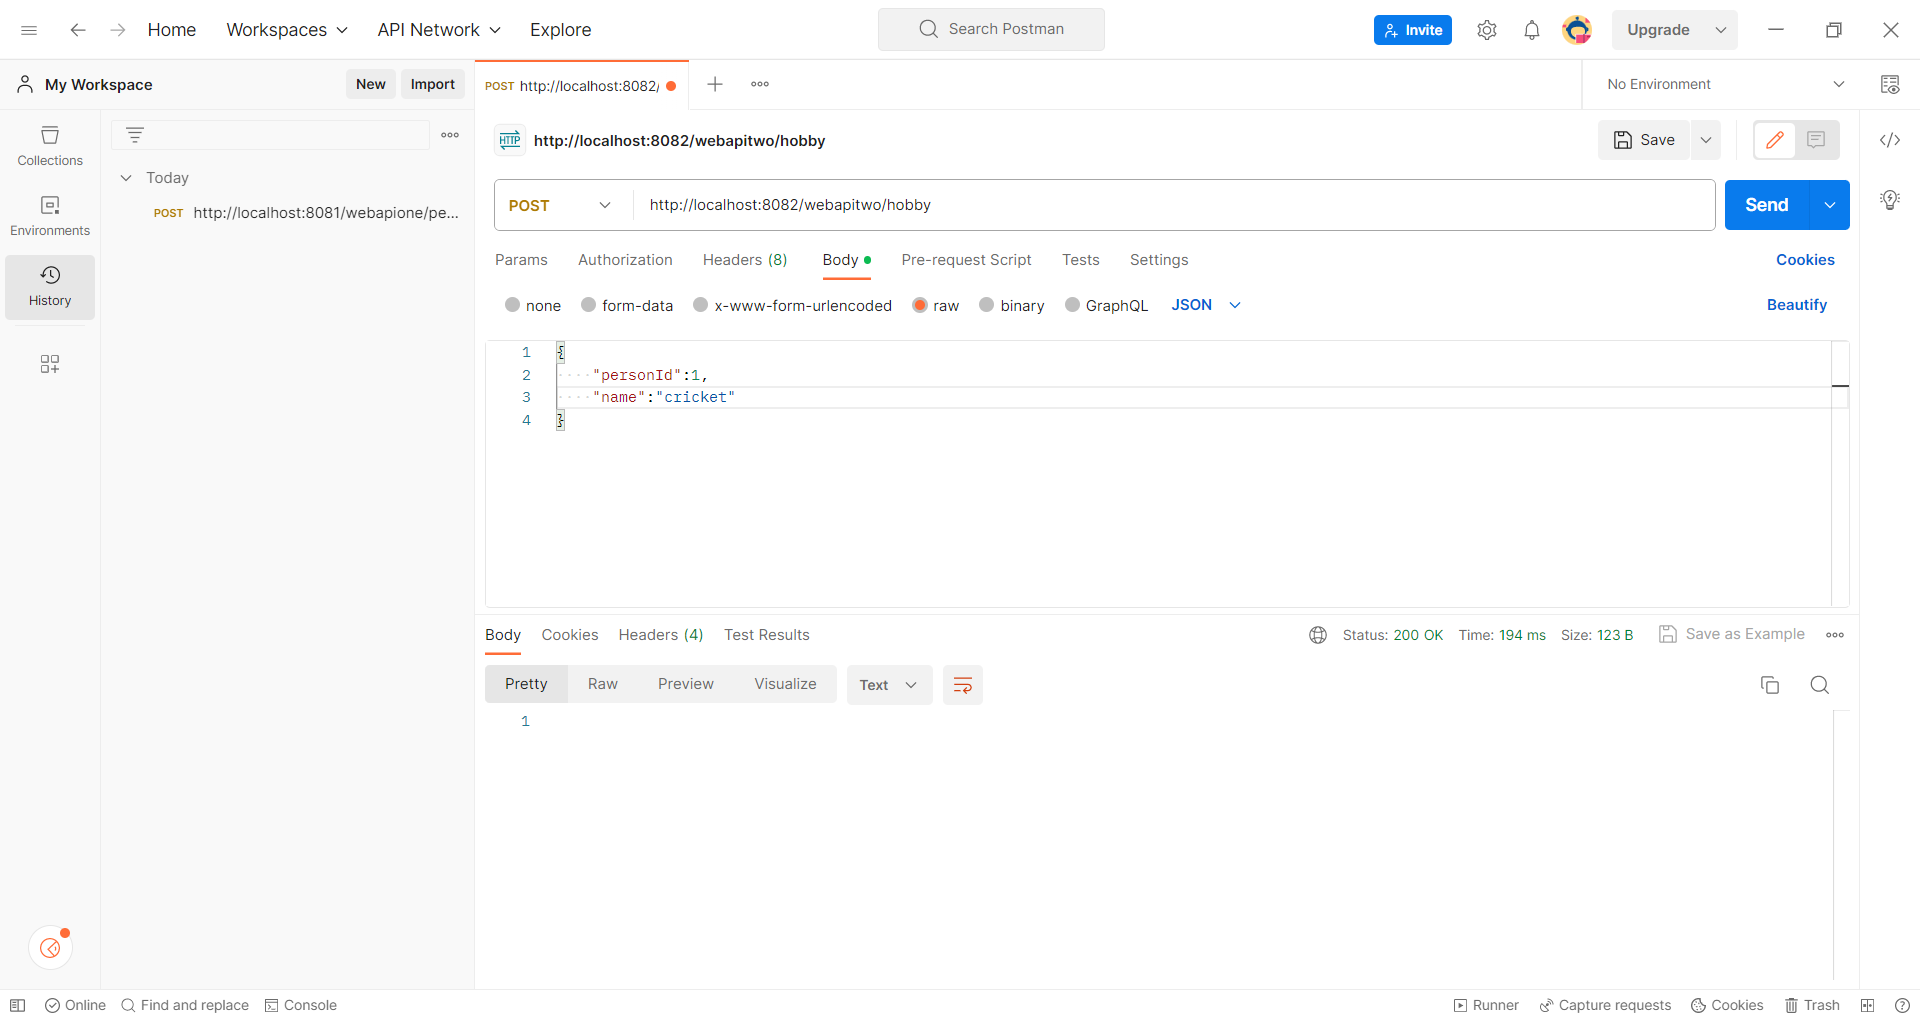 Home Workspaces API Network Explore Search Postman Invite Upgrade
My Workspace New Import POST http://localhost:8082/ No Environment
HTTP http://localhost:8082/webapitwo/hobby Save
Collections
Today
POST http://localhost:8081/webapione/pe...
Environments
History
POST http://localhost:8082/webapitwo/hobby Send
Params Authorization Headers (8) Body Pre-request Script Tests Settings Cookies
none form-data x-www-form-urlencoded raw binary GraphQL JSON Beautify
1 {
2 "personId":1,
3 "name":"cricket"
4 }
Body Cookies Headers (4) Test Results Status: 200 OK Time: 194 ms Size: 123 B Save as Example
Pretty Raw Preview Visualize Text
1
Online Find and replace Console Runner Capture requests Cookies Trash